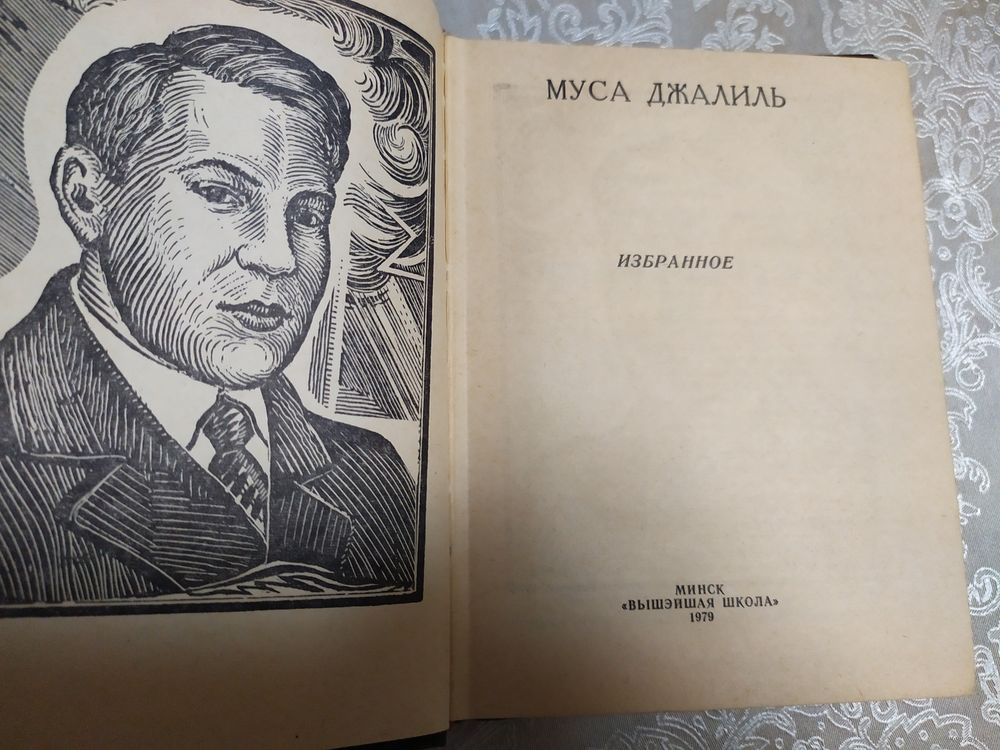 МУСА ДЖАЛИЛЬ
ИЗБРАННОЕ
МИНСК
«ВЫШЭЙШАЯ ШКОЛА»
1979